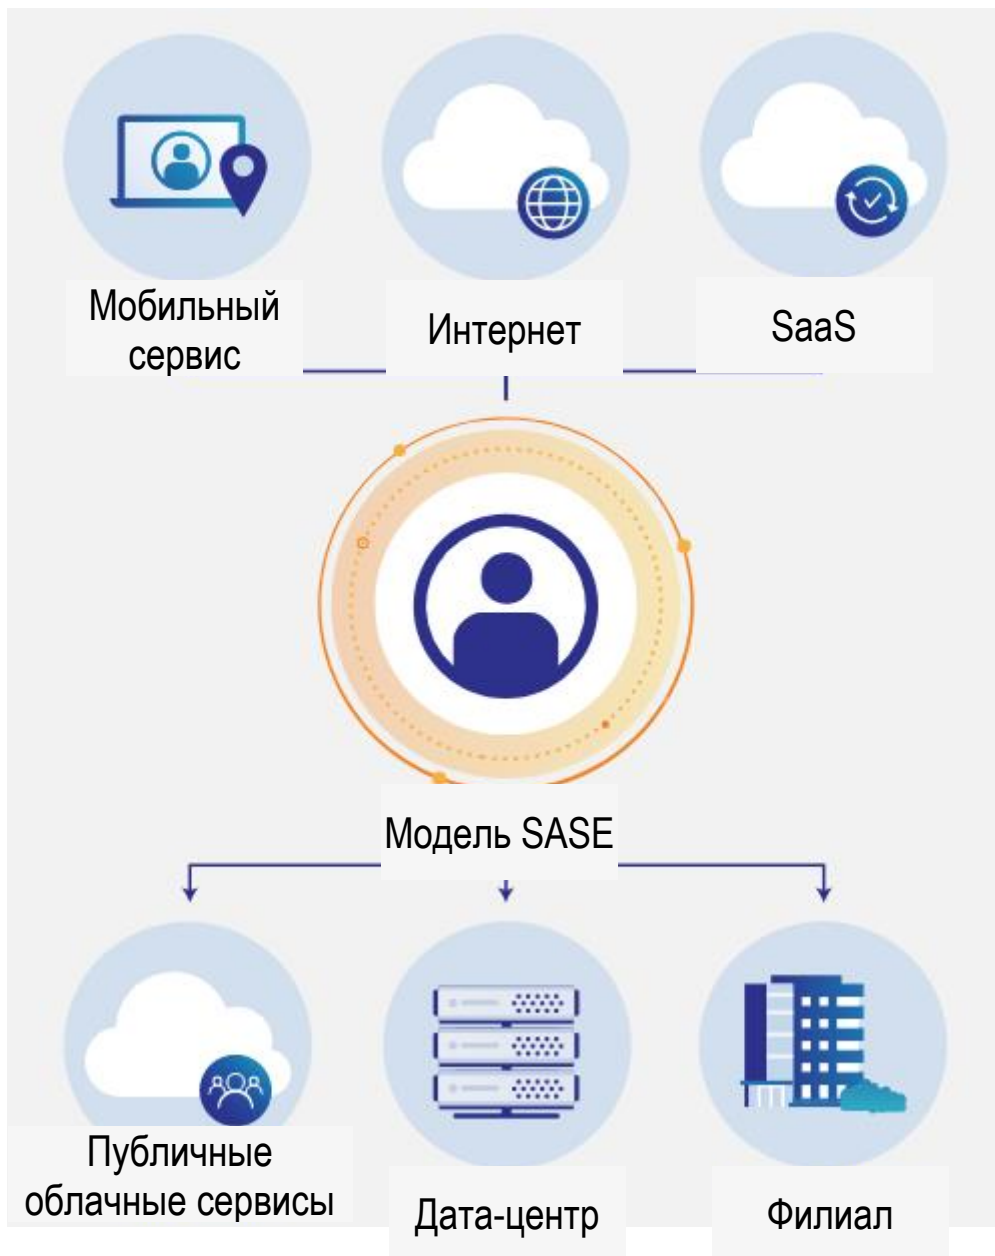 Мобильный
сервис
Интернет
SaaS
Модель SASE
Публичные
облачные сервисы
Дата-центр
Филиал